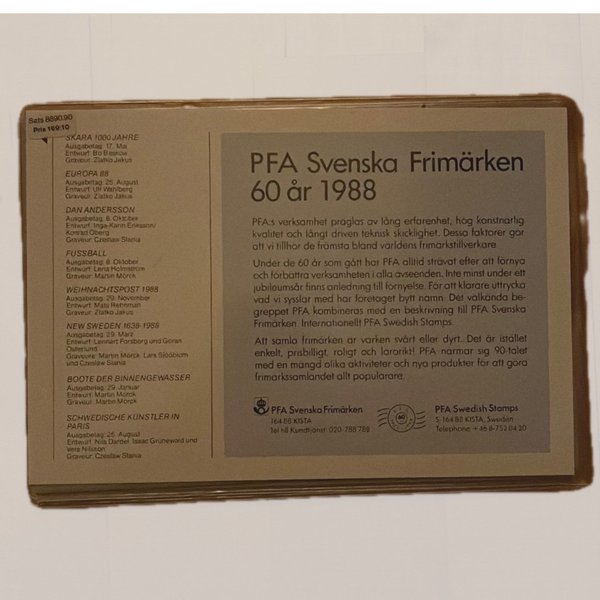 Sats 8890.90
Pris 169:10
SKARA 1000 JAHRE
Ausgabetag: 17. Mai
Entwurf: Bo Beskow
Graveur: Zlatko Jakus
EUROPA 88
Ausgabetag: 25. August
Entwurf: Ulf Wahlberg
Graveur: Zlatko Jakus
DAN ANDERSSON
Ausgabetag: 8. Oktober
Entwurf: Inga-Karin Eriksson/
Konrad Öberg
Graveur: Czeslaw Slania
FUSSBALL
Ausgabetag: 8. Oktober
Entwurf: Lena Holmström
Graveur: Martin Mörck
WEIHNACHTSPOST 1988
Ausgabetag: 29. November
Entwurf: Mats Rehnman
Graveur: Zlatko Jakus
NEW SWEDEN 1638-1988
Ausgabetag: 29. März
Entwurf: Lennart Forsberg und Göran
Österlund
Graveure: Martin Mörck, Lars Sjööblom
und Czeslaw Slania
BOOTE DER BINNENGEWÄSSER
Ausgabetag: 29. Januar
Entwurf: Martin Mörck
Graveur: Martin Mörck
SCHWEDISCHE KÜNSTLER IN
PARIS
Ausgabetag: 25. August
Entwurf: Nils Dardel, Isaac Grünewald und
Vera Nilsson
Graveur: Czeslaw Slania
PFA Svenska Frimärken
60 år 1988
PFA:s verksamhet präglas av lång erfarenhet, hög konstnärlig
kvalitet och långt driven teknisk skicklighet. Dessa faktorer gör
att vi tillhör de främsta bland världens frimärkstillverkare.
Under de 60 år som gått har PFA alltid strävat efter att förnya
och förbättra verksamheten i alla avseenden. Inte minst under ett
jubileumsår finns anledning till förnyelse. För att klarare uttrycka
vad vi sysslar med har företaget bytt namn: Det välkända be-
greppet PFA kombineras med en beskrivning till PFA Svenska
Frimärken. Internationellt PFA Swedish Stamps.
Att samla frimärken är varken svårt eller dyrt. Det är istället
enkelt, prisbilligt, roligt och lärorikt! PFA närmar sig 90-talet
med en mängd olika aktiviteter och nya produkter för att göra
frimärkssamlandet allt populärare.
PFA Svenska Frimärken
164 88 KISTA
Tel till Kundtjänst: 020-788 788
60
PFA Swedish Stamps
S-164 88 KISTA, Sweden
Telephone +46 8-752 04 20